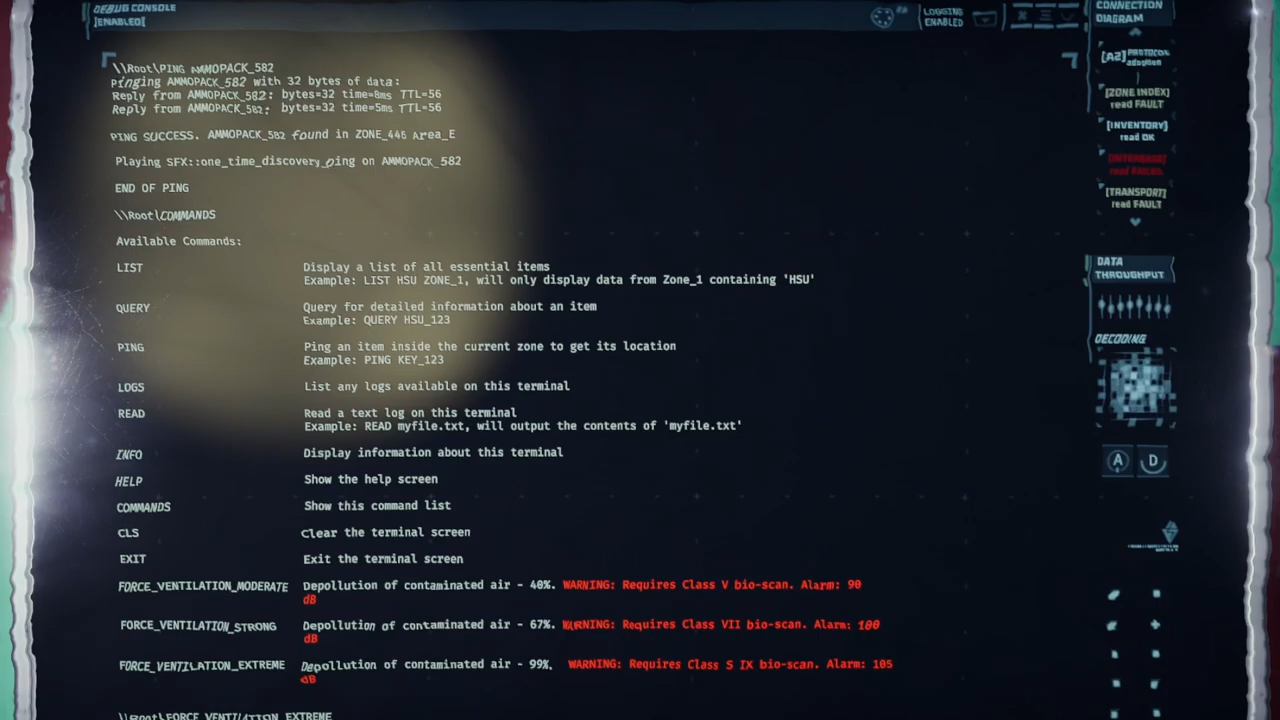 DEBUG CONSOLE
[ENABLED]
LOGGING
ENABLED
CONNECTION
DIAGRAM
\\Root\PING AMMOPACK_582
Pinging AMMOPACK_582 with 32 bytes of data:
Reply from AMMOPACK_582: bytes=32 time=8ms TTL=56
Reply from AMMOPACK_582: bytes=32 time=5ms TTL=56
PING SUCCESS. AMMOPACK_582 found in ZONE_446 Area_E
Playing SFX::one_time_discovery_ping on AMMOPACK_582
END OF PING
\\Root\COMMANDS
Available Commands:
LIST Display a list of all essential items
Example: LIST HSU ZONE_1, will only display data from Zone_1 containing 'HSU'
QUERY Query for detailed information about an item
Example: QUERY HSU_123
PING Ping an item inside the current zone to get its location
Example: PING KEY_123
LOGS List any logs available on this terminal
READ Read a text log on this terminal
Example: READ myfile.txt, will output the contents of 'myfile.txt'
INFO Display information about this terminal
HELP Show the help screen
COMMANDS Show this command list
CLS Clear the terminal screen
EXIT Exit the terminal screen
FORCE_VENTILATION_MODERATE Depollution of contaminated air - 40%. WARNING: Requires Class V bio-scan. Alarm: 90
dB
FORCE_VENTILATION_STRONG Depollution of contaminated air - 67%. WARNING: Requires Class VII bio-scan. Alarm: 100
dB
FORCE_VENTILATION_EXTREME Depollution of contaminated air - 99%. WARNING: Requires Class S IX bio-scan. Alarm: 105
dB
\\Root\FORCE_VENTILATION_EXTREME
[A2] PROTOCOL
[ZONE INDEX]
read FAULT
[INVENTORY]
read OK
read FAILED.
[TRANSPORT]
read FAULT
DATA
THROUGHPUT
DECODING
A D